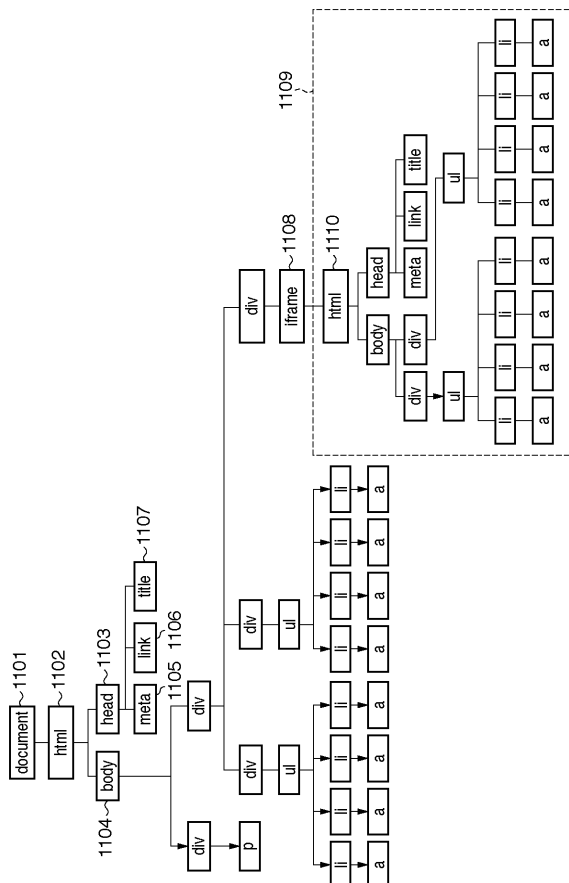 document 1101
html 1102
head 1103
body
1104
meta link title 1107
1105 1106
div div
p div div div
ul ul iframe 1108
1109
li li li li li li li li html 1110
a a a a a a a a body head
div div meta link title
ul ul
li li li li li li li li
a a a a a a a a